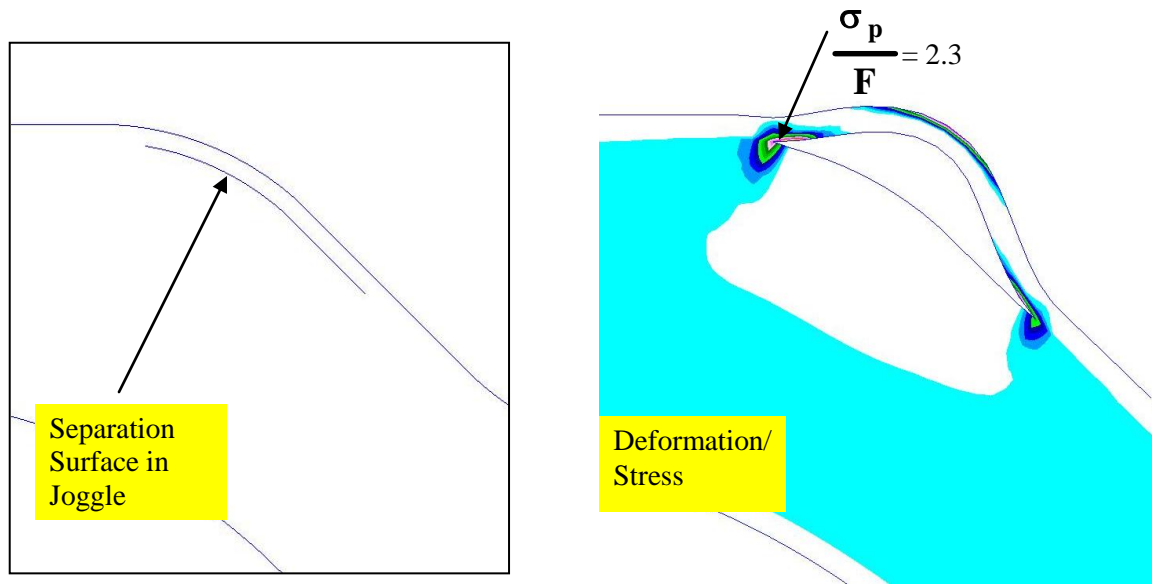 σ p
= 2.3
F
Separation
Surface in
Joggle
Deformation/
Stress